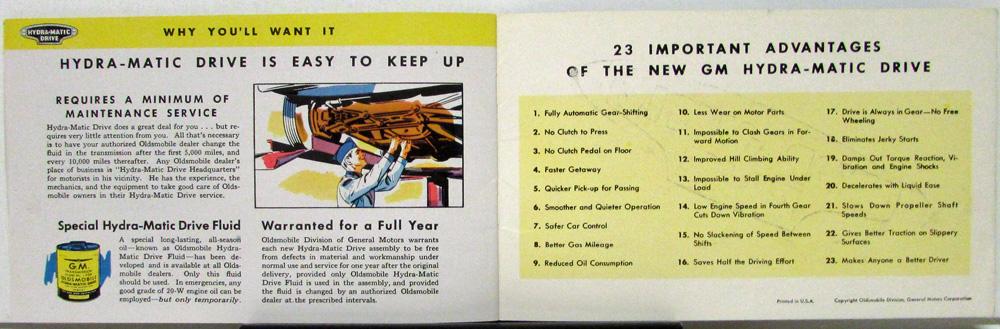 HYDRA-MATIC
DRIVE
WHY YOU'LL WANT IT
HYDRA-MATIC DRIVE IS EASY TO KEEP UP
REQUIRES A MINIMUM OF
MAINTENANCE SERVICE
Hydra-Matic Drive does a great deal for you . . . but re-
quires very little attention from you. All that's necessary
is to have your authorized Oldsmobile dealer change the
fluid in the transmission after the first 5,000 miles, and
every 10,000 miles thereafter. Any Oldsmobile dealer's
place of business is "Hydra-Matic Drive Headquarters"
for motorists in his vicinity. He has the experience, the
mechanics, and the equipment to take good care of Olds-
mobile owners in their Hydra-Matic Drive service.
Special Hydra-Matic Drive Fluid
A special long-lasting, all-season
oil—known as Oldsmobile Hydra-
Matic Drive Fluid—has been de-
veloped and is available at all Olds-
mobile dealers. Only this fluid
should be used. In emergencies, any
good grade of 20-W engine oil can be
employed—but only temporarily.
G.M.
OLDSMOBILE
HYDRA-MATIC DRIVE
Warranted for a Full Year
Oldsmobile Division of General Motors warrants
each new Hydra-Matic Drive assembly to be free
from defects in material and workmanship under
normal use and service for one year after the original
delivery, provided only Oldsmobile Hydra-Matic
Drive Fluid is used in the assembly, and provided
the fluid is changed by an authorized Oldsmobile
dealer at the prescribed intervals.
23 IMPORTANT ADVANTAGES
OF THE NEW GM HYDRA-MATIC DRIVE
1. Fully Automatic Gear-Shifting
2. No Clutch to Press
3. No Clutch Pedal on Floor
4. Faster Getaway
5. Quicker Pick-up for Passing
6. Smoother and Quieter Operation
7. Safer Car Control
8. Better Gas Mileage
9. Reduced Oil Consumption
10. Less Wear on Motor Parts
11. Impossible to Clash Gears in For-
ward Motion
12. Improved Hill Climbing Ability
13. Impossible to Stall Engine Under
Load
14. Low Engine Speed in Fourth Gear
Cuts Down Vibration
15. No Slackening of Speed Between
Shifts
16. Saves Half the Driving Effort
17. Drive is Always in Gear—No Free
Wheeling
18. Eliminates Jerky Starts
19. Damps Out Torque Reaction, Vi-
bration and Engine Shocks
20. Decelerates with Liquid Ease
21. Slows Down Propeller Shaft
Speeds
22. Gives Better Traction on Slippery
Surfaces
23. Makes Anyone a Better Driver
Printed in U.S.A.
Copyright Oldsmobile Division, General Motors Corporation